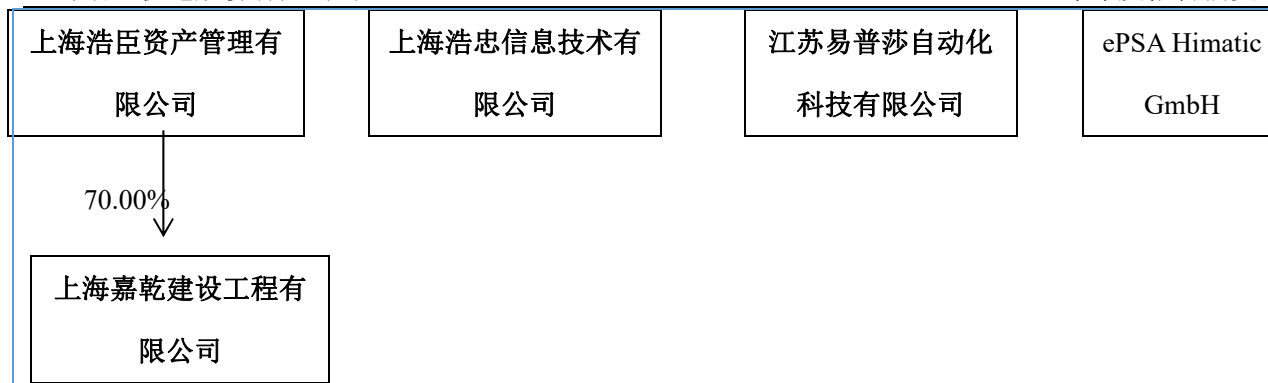 上海浩臣资产管理有
限公司
上海浩忠信息技术有
限公司
江苏易普莎自动化
科技有限公司
ePSA Himatic
GmbH
70.00%
上海嘉乾建设工程有
限公司